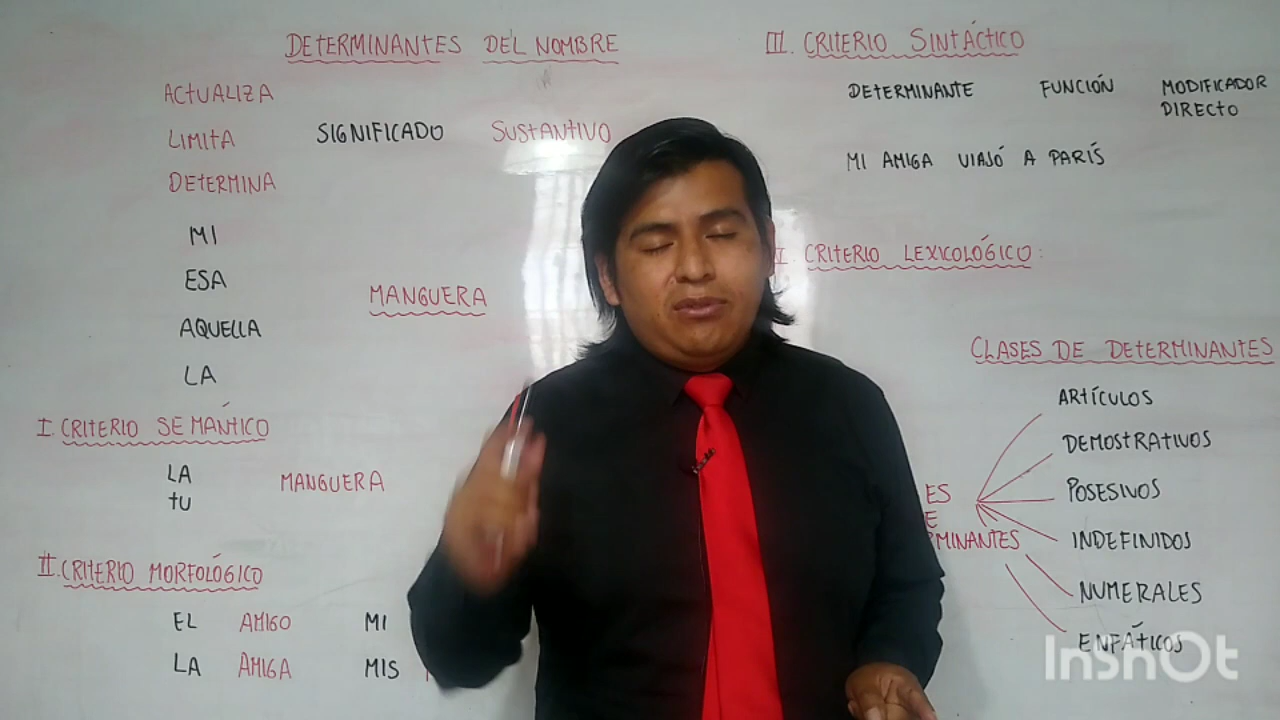 DETERMINANTES DEL NOMBRE
ACTUALIZA
LIMITA SIGNIFICADO SUSTANTIVO
DETERMINA
MI
ESA
MANGUERA
AQUELLA
LA
I. CRITERIO SEMÁNTICO
LA
TU
MANGUERA
II. CRITERIO MORFOLÓGICO
EL AMIGO MI
LA AMIGA MIS
III. CRITERIO SINTÁCTICO
DETERMINANTE FUNCIÓN MODIFICADOR
DIRECTO
MI AMIGA VIAJÓ A PARÍS
CRITERIO LEXICOLÓGICO:
CLASES DE DETERMINANTES
ARTÍCULOS
DEMOSTRATIVOS
POSESIVOS
INDEFINIDOS
NUMERALES
ENFÁTICOS
InShOt